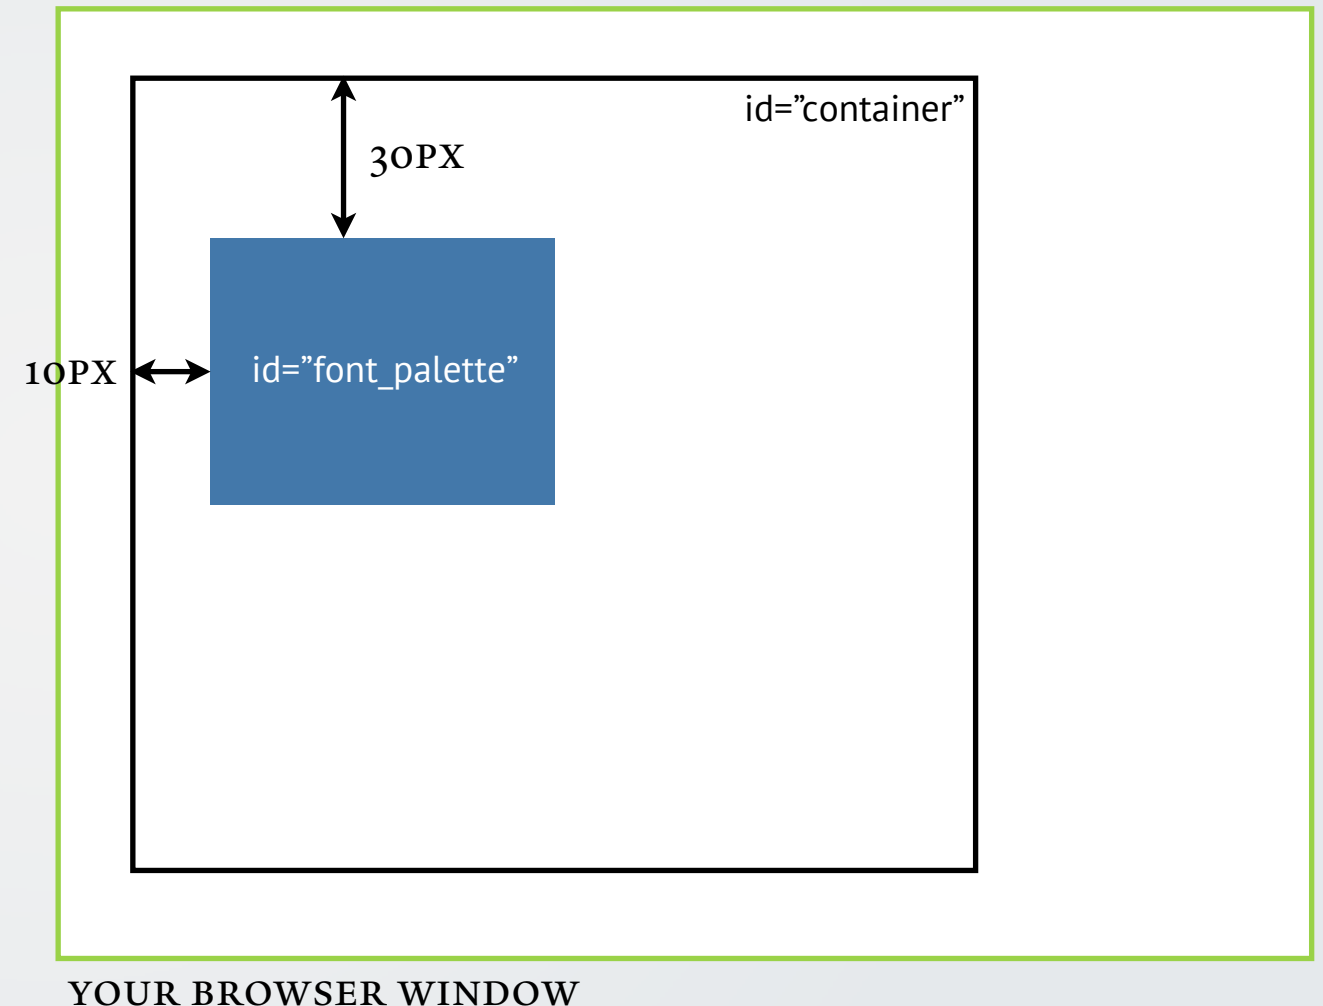 id=”container”
30PX
10PX
id=”font_palette”
YOUR BROWSER WINDOW